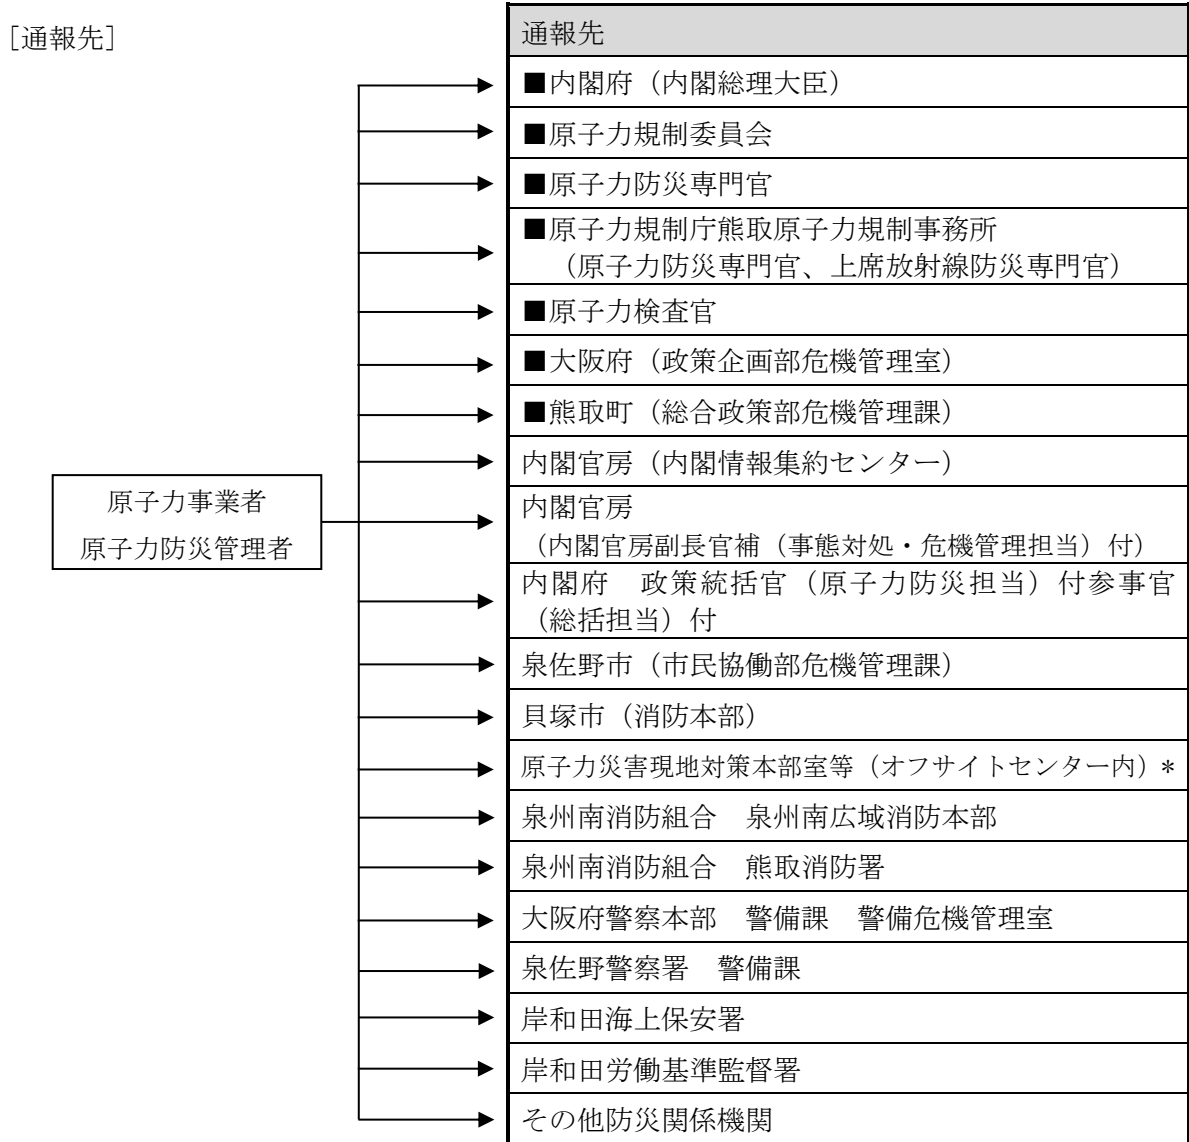 ［通報先］
通報先
■内閣府（内閣総理大臣）
■原子力規制委員会
■原子力防災専門官
■原子力規制庁熊取原子力規制事務所
（原子力防災専門官、上席放射線防災専門官）
■原子力検査官
■大阪府（政策企画部危機管理室）
■熊取町（総合政策部危機管理課）
内閣官房（内閣情報集約センター）
原子力事業者
原子力防災管理者
内閣官房
（内閣官房副長官補（事態対処・危機管理担当）付）
内閣府　政策統括官（原子力防災担当）付参事官
（総括担当）付
泉佐野市（市民協働部危機管理課）
貝塚市（消防本部）
原子力災害現地対策本部室等（オフサイトセンター内）*
泉州南消防組合　泉州南広域消防本部
泉州南消防組合　熊取消防署
大阪府警察本部　警備課　警備危機管理室
泉佐野警察署　警備課
岸和田海上保安署
岸和田労働基準監督署
その他防災関係機関